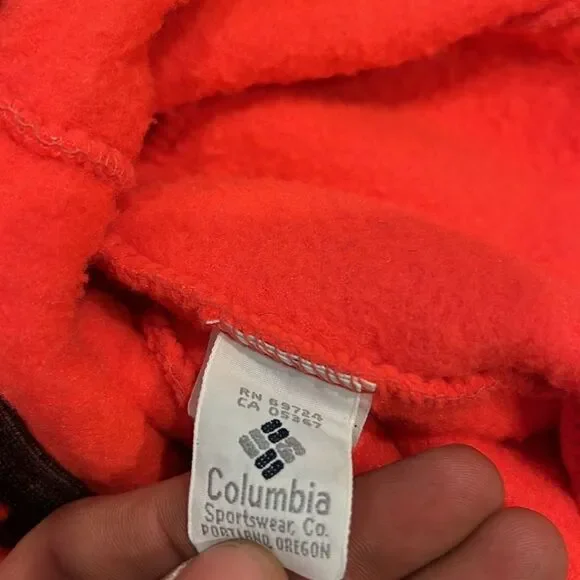 RN 69724
CA 05367
Columbia
Sportswear, Co.
PORTLAND, OREGON